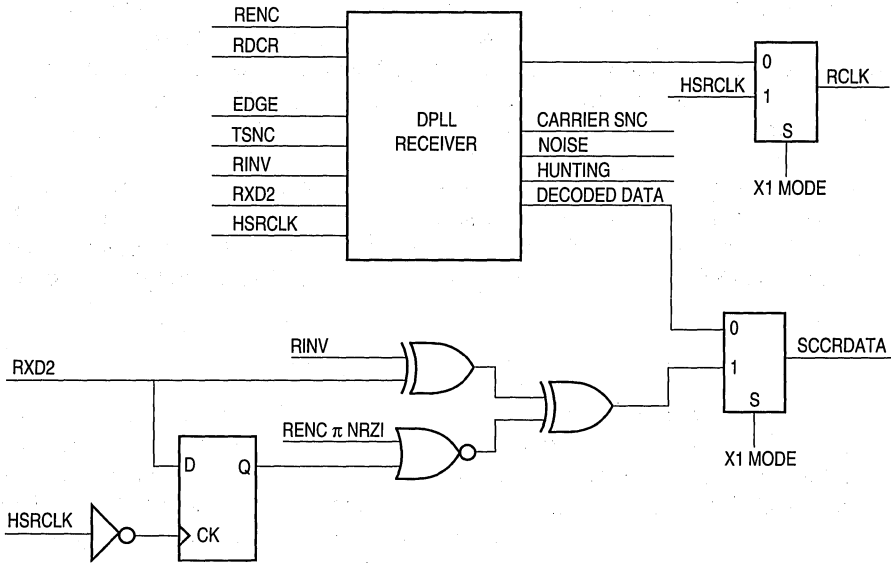 RENC
RDCR
EDGE
TSNC
RINV
RXD2
HSRCLK
DPLL
RECEIVER
CARRIER SNC
NOISE
HUNTING
DECODED DATA
HSRCLK
0
1
S
RCLK
X1 MODE
RINV
RXD2
RENC π NRZI
D
Q
CK
HSRCLK
0
1
S
SCCRDATA
X1 MODE